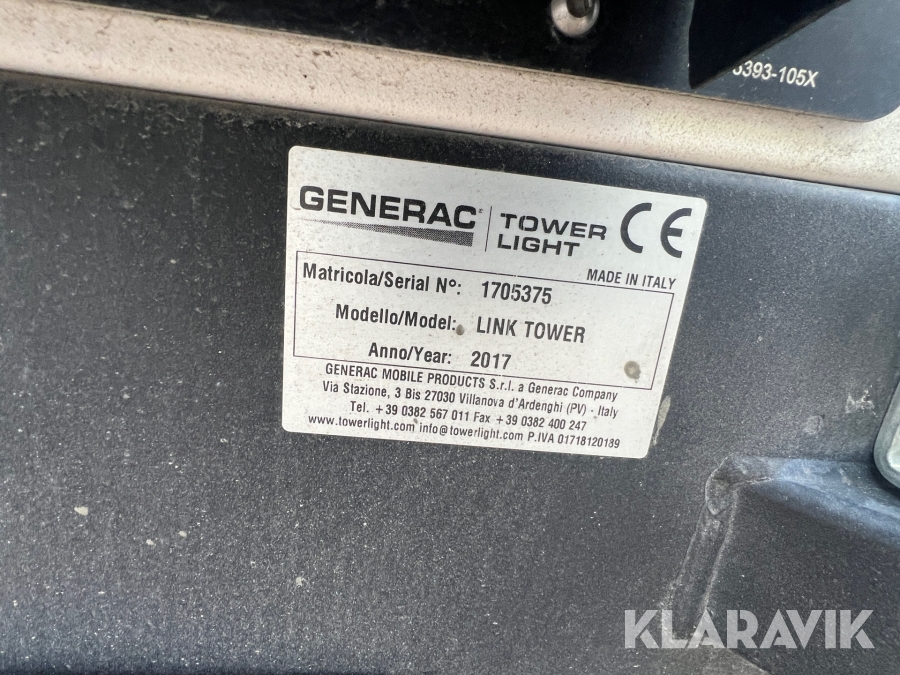 393-105X
GENERAC
TOWER
LIGHT
CE
MADE IN ITALY
Matricola/Serial N°: 1705375
Modello/Model: LINK TOWER
Anno/Year: 2017
GENERAC MOBILE PRODUCTS S.r.l. a Generac Company
Via Stazione, 3 Bis 27030 Villanova d'Ardenghi (PV) - Italy
Tel. +39 0382 567 011 Fax +39 0382 400 247
www.towerlight.com info@towerlight.com P.IVA 01718120189
KLARAVIK